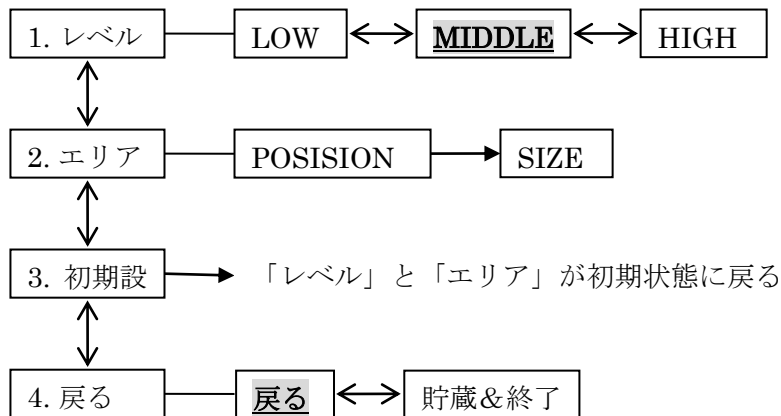 1. レベル LOW MIDDLE HIGH
2. エリア POSISION SIZE
3. 初期設 「レベル」と「エリア」が初期状態に戻る
4. 戻る 戻る 貯蔵＆終了